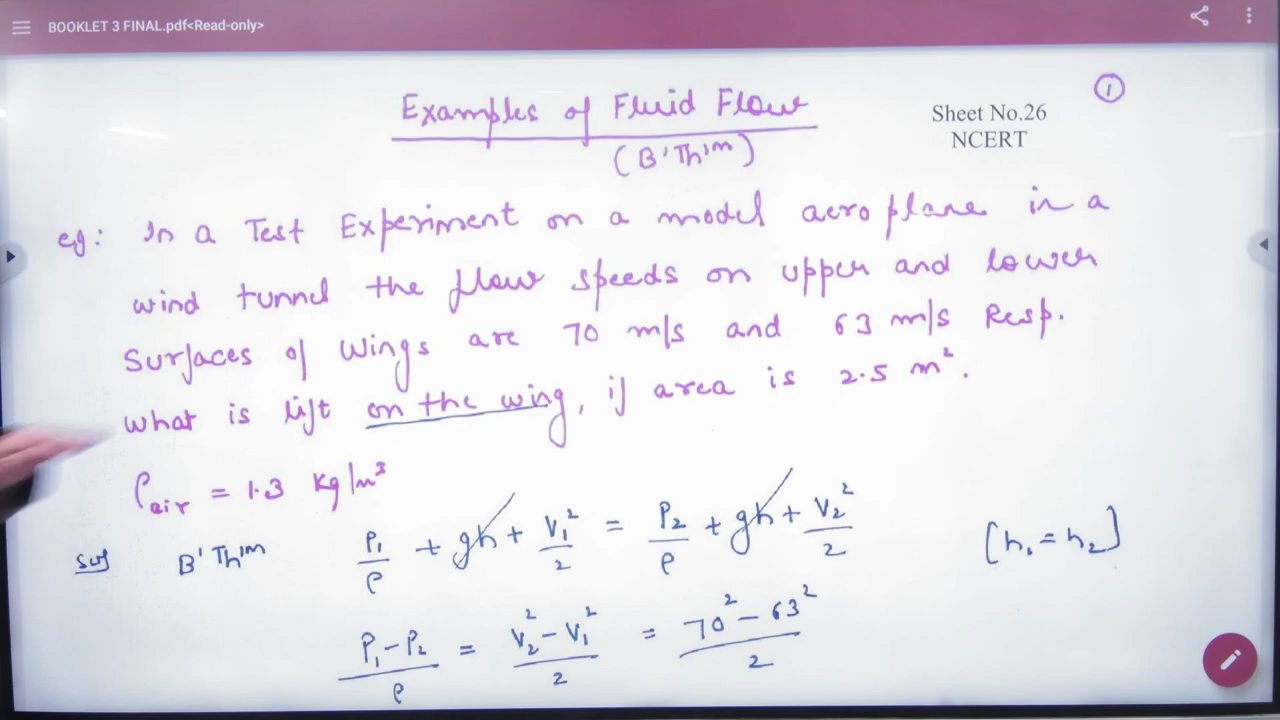 BOOKLET 3 FINAL.pdf<Read-only>
Examples of Fluid Flow
(B'Th'm)
Sheet No.26
NCERT
①
eg: In a Test Experiment on a model aeroplane in a
wind tunnel the flow speeds on upper and lower
Surfaces of wings are 70 m/s and 63 m/s Resp.
what is lift on the wing, if area is 2.5 m².
ρair = 1.3 kg/m³
Sol B'Th'm P₁/ρ + gh + V₁²/2 = P₂/ρ + gh + V₂²/2 [h₁ = h₂]
P₁-P₂/ρ = V₂²-V₁²/2 = 70²-63²/2